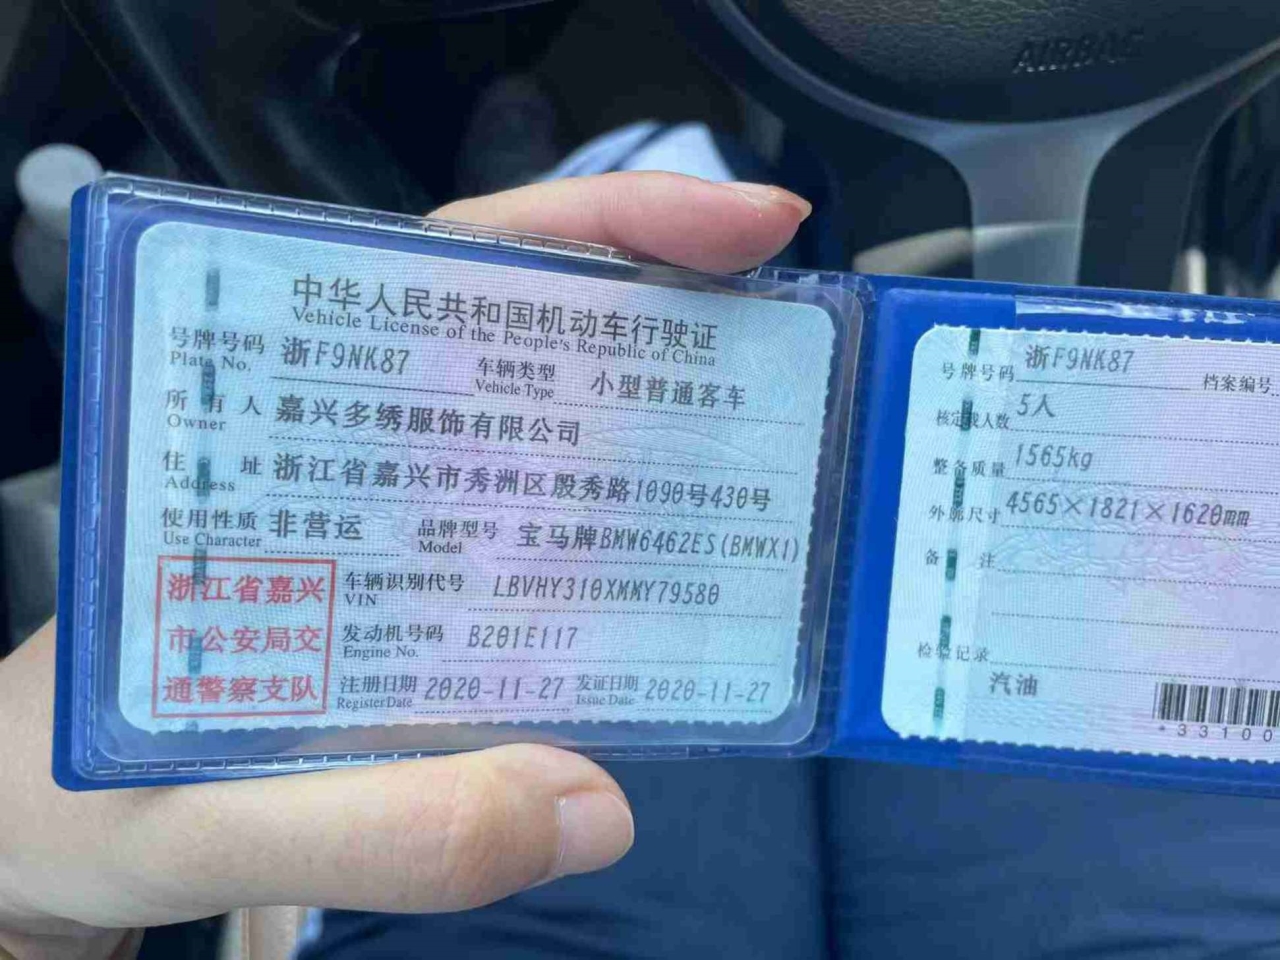 AIRBAG
中华人民共和国机动车行驶证
Vehicle License of the People's Republic of China
号牌号码 浙F9NK87 车辆类型 小型普通客车
Plate No. Vehicle Type
所有人 嘉兴多绣服饰有限公司
Owner
住址 浙江省嘉兴市秀洲区殷秀路1090号430号
Address
使用性质 非营运 品牌型号 宝马牌BMW6462ES(BMWX1)
Use Character Model
浙江省嘉兴
市公安局交
通警察支队
车辆识别代号 LBVHY310XMMY79580
VIN
发动机号码 B201E117
Engine No.
注册日期 2020-11-27 发证日期 2020-11-27
Register Date Issue Date
号牌号码 浙F9NK87 档案编号
核定载人数 5人
整备质量 1565kg
外廓尺寸 4565×1821×1620mm
备注
检验记录
汽油
*33100